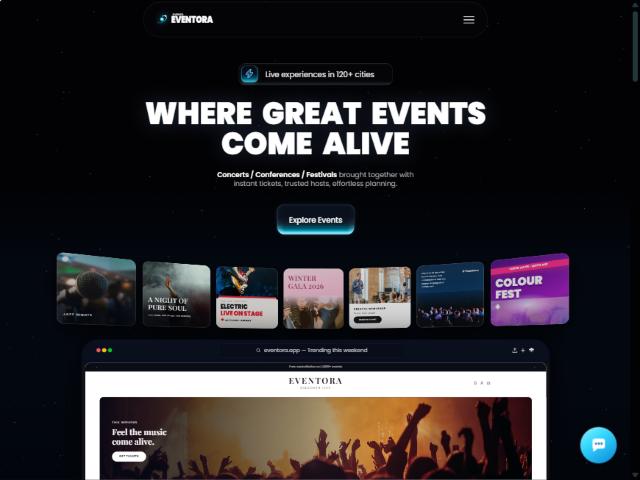 EVENTORA
Live experiences in 120+ cities
WHERE GREAT EVENTS
COME ALIVE
Concerts / Conferences / Festivals brought together with
instant tickets, trusted hosts, effortless planning.
Explore Events
A NIGHT OF
PURE SOUL
ELECTRIC
LIVE ON STAGE
WINTER
GALA 2026
COLOUR
FEST
eventora.app — Trending this weekend
EVENTORA
Feel the music
come alive.